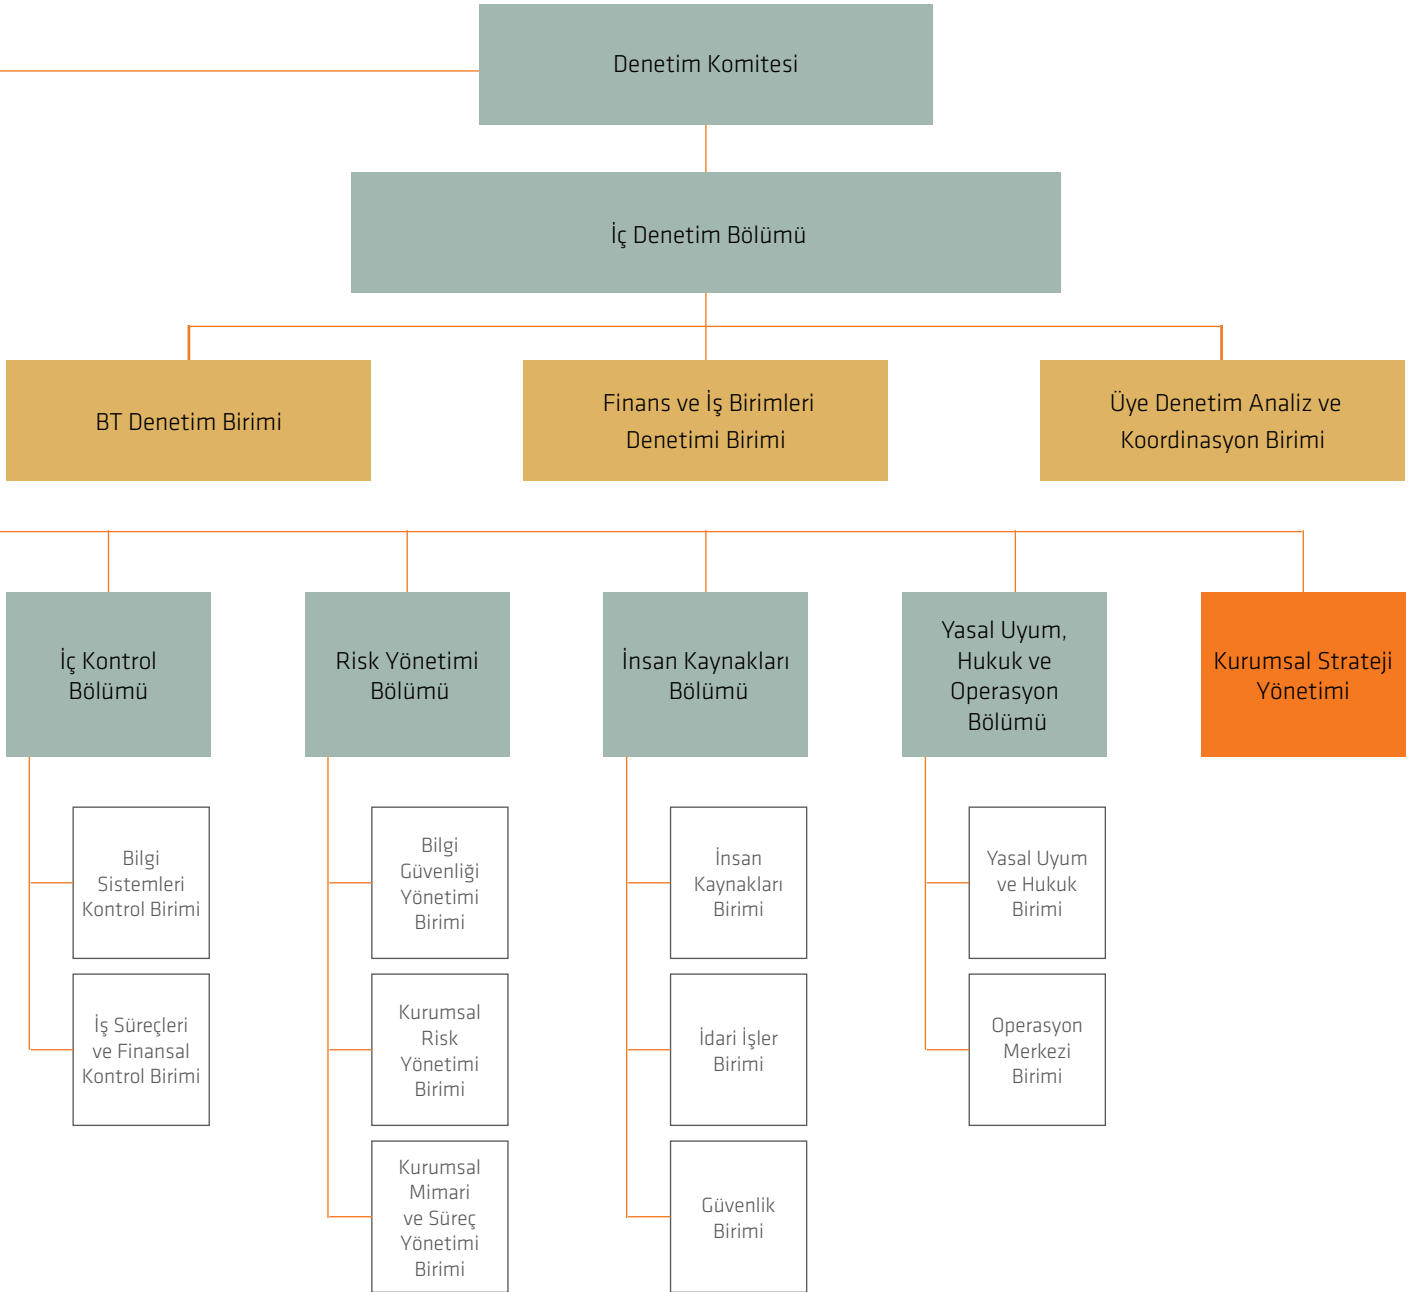 Denetim Komitesi
İç Denetim Bölümü
BT Denetim Birimi
Finans ve İş Birimleri
Denetimi Birimi
Üye Denetim Analiz ve
Koordinasyon Birimi
İç Kontrol
Bölümü
Risk Yönetimi
Bölümü
İnsan Kaynakları
Bölümü
Yasal Uyum,
Hukuk ve
Operasyon
Bölümü
Kurumsal Strateji
Yönetimi
Bilgi
Sistemleri
Kontrol Birimi
İş Süreçleri
ve Finansal
Kontrol Birimi
Bilgi
Güvenliği
Yönetimi
Birimi
Kurumsal
Risk
Yönetimi
Birimi
Kurumsal
Mimari
ve Süreç
Yönetimi
Birimi
İnsan
Kaynakları
Birimi
İdari İşler
Birimi
Güvenlik
Birimi
Yasal Uyum
ve Hukuk
Birimi
Operasyon
Merkezi
Birimi